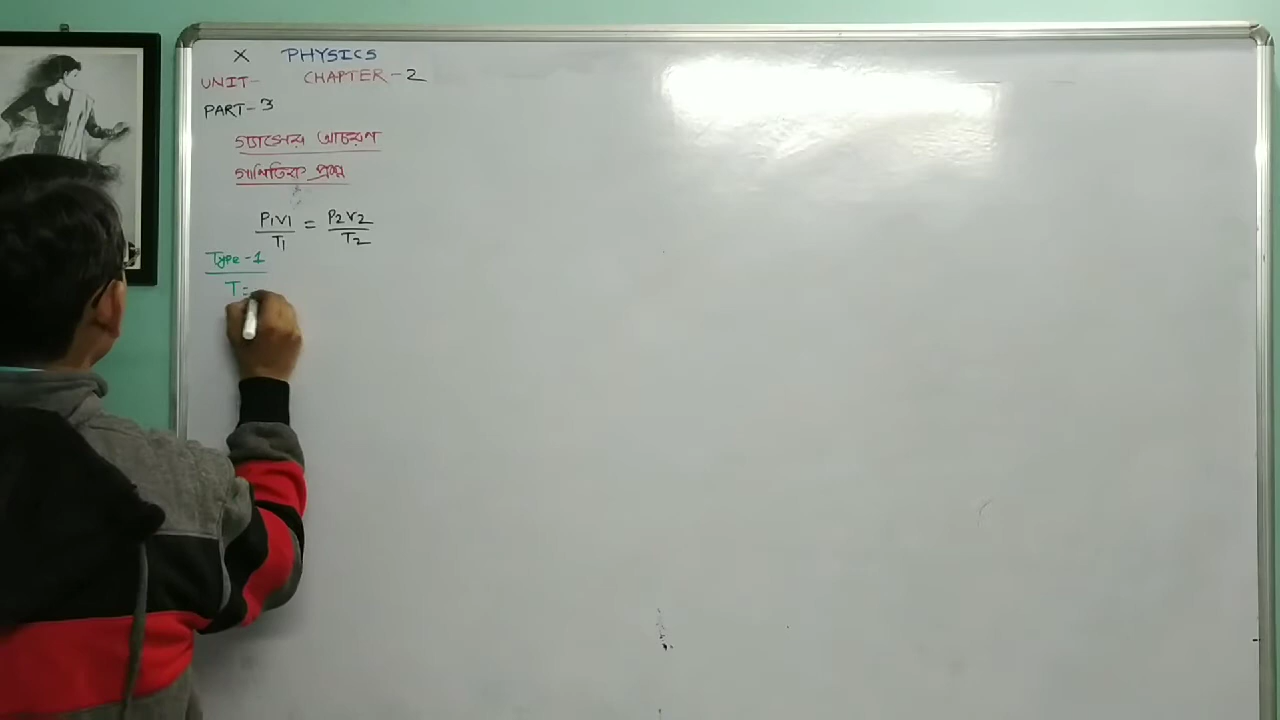 X PHYSICS
UNIT- CHAPTER-2
PART-3
গ্যাসের আচরণ
গাণিতিক প্রশ্ন
P₁V₁/T₁ = P₂V₂/T₂
Type-1
T=